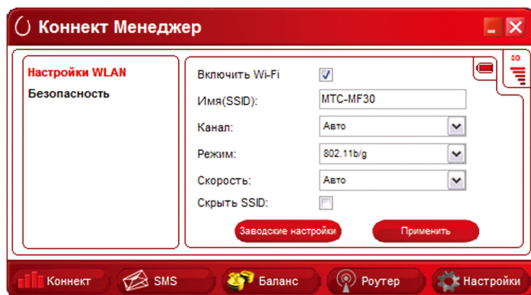 Коннект Менеджер
3G
Настройки WLAN
Безопасность
Включить Wi-Fi
Имя(SSID): MTC-MF30
Канал: Авто
Режим: 802.11b/g
Скорость: Авто
Скрыть SSID:
Заводские настройки Применить
Коннект SMS Баланс Роутер Настройки